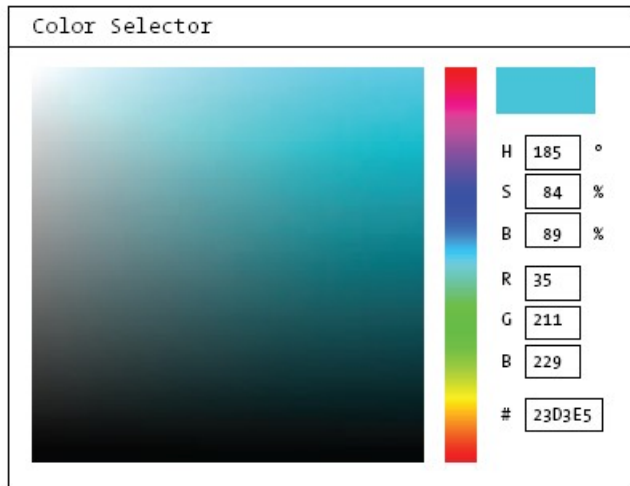 Color Selector
H 185 °
S 84 %
B 89 %
R 35
G 211
B 229
# 23D3E5